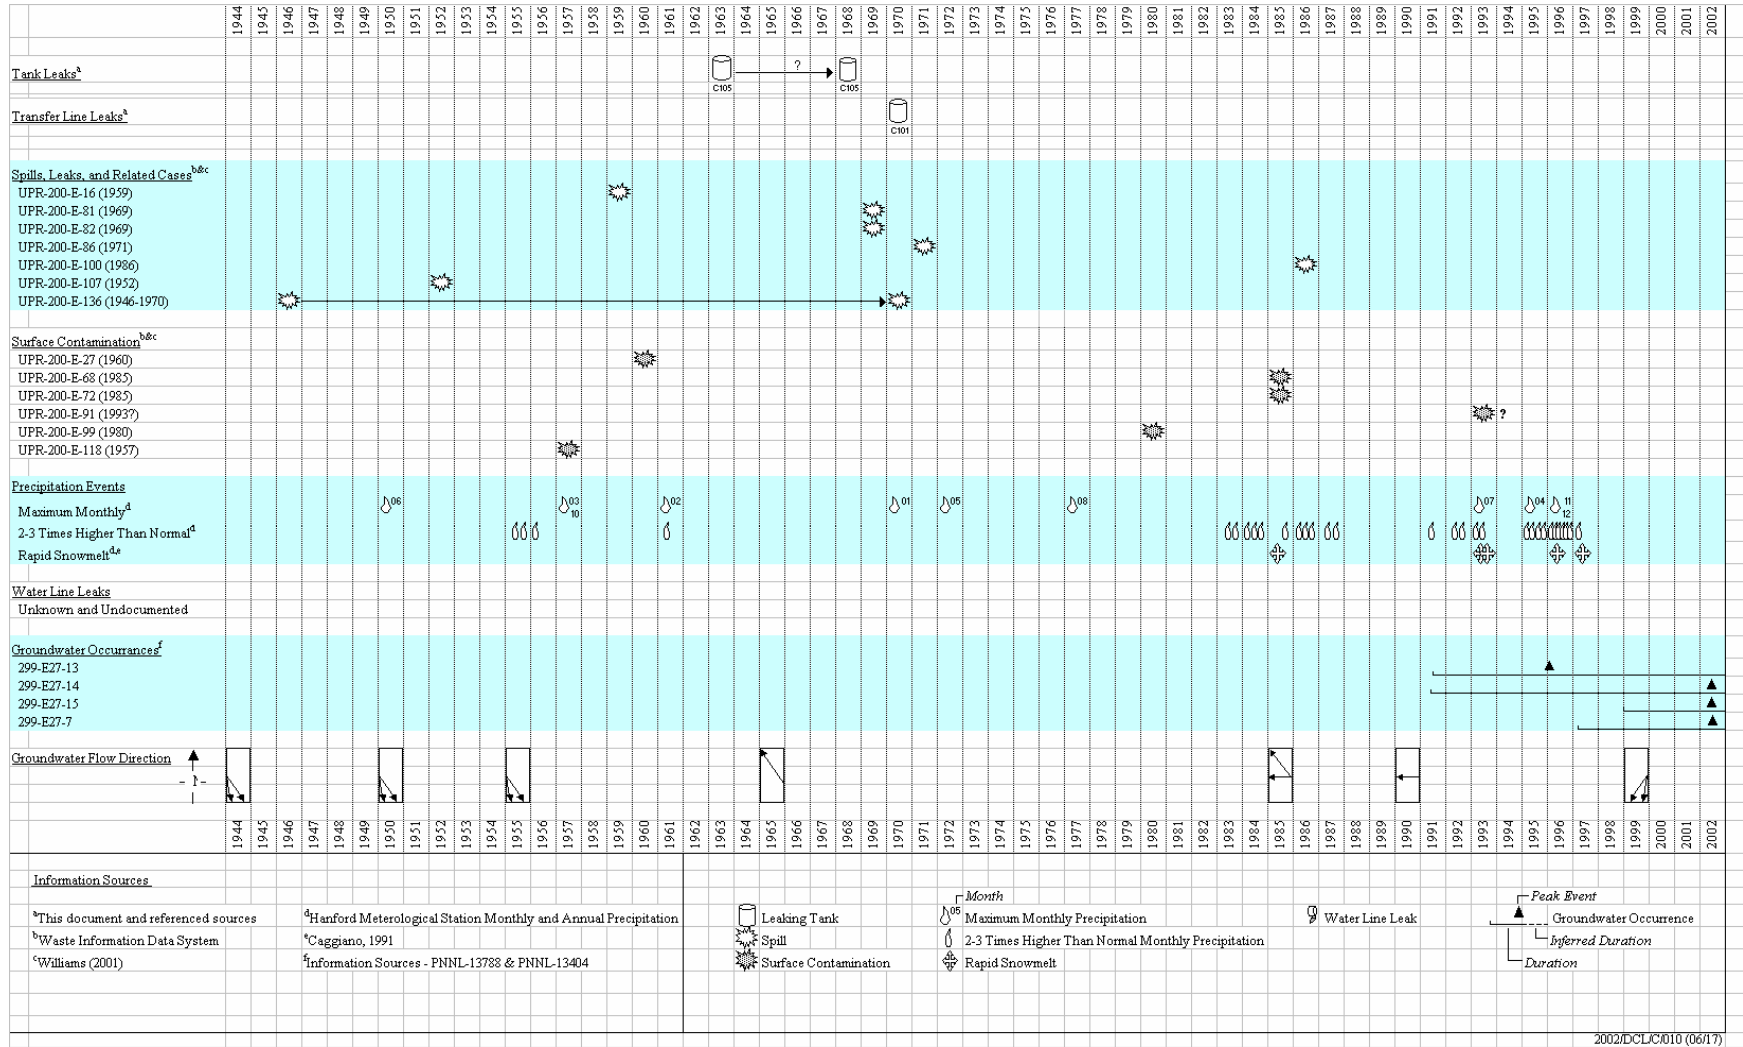 1944 1945 1946 1947 1948 1949 1950 1951 1952 1953 1954 1955 1956 1957 1958 1959 1960 1961 1962 1963 1964 1965 1966 1967 1968 1969 1970 1971 1972 1973 1974 1975 1976 1977 1978 1979 1980 1981 1982 1983 1984 1985 1986 1987 1988 1989 1990 1991 1992 1993 1994 1995 1996 1997 1998 1999 2000 2001 2002
Tank Leaks^a ?
C105 C105
Transfer Line Leaks^a
C101
Spills, Leaks, and Related Cases^b&c
UPR-200-E-16 (1959)
UPR-200-E-81 (1969)
UPR-200-E-82 (1969)
UPR-200-E-86 (1971)
UPR-200-E-100 (1986)
UPR-200-E-107 (1952)
UPR-200-E-136 (1946-1970)
Surface Contamination^b&c
UPR-200-E-27 (1960)
UPR-200-E-68 (1985)
UPR-200-E-72 (1985)
UPR-200-E-91 (1993?) ?
UPR-200-E-99 (1980)
UPR-200-E-118 (1957)
Precipitation Events
Maximum Monthly^d 06 03 10 02 01 05 08 07 04 11 12
2-3 Times Higher Than Normal^d
Rapid Snowmelt^d,e
Water Line Leaks
Unknown and Undocumented
Groundwater Occurrances^f
299-E27-13
299-E27-14
299-E27-15
299-E27-7
Groundwater Flow Direction
1944 1945 1946 1947 1948 1949 1950 1951 1952 1953 1954 1955 1956 1957 1958 1959 1960 1961 1962 1963 1964 1965 1966 1967 1968 1969 1970 1971 1972 1973 1974 1975 1976 1977 1978 1979 1980 1981 1982 1983 1984 1985 1986 1987 1988 1989 1990 1991 1992 1993 1994 1995 1996 1997 1998 1999 2000 2001 2002
Information Sources
^aThis document and referenced sources
^bWaste Information Data System
^cWilliams (2001)
^dHanford Meterological Station Monthly and Annual Precipitation
^eCaggiano, 1991
^fInformation Sources - PNNL-13788 & PNNL-13404
Leaking Tank
Spill
Surface Contamination
Month
05 Maximum Monthly Precipitation
2-3 Times Higher Than Normal Monthly Precipitation
Rapid Snowmelt
Water Line Leak
Peak Event
Groundwater Occurrence
Inferred Duration
Duration
2002/DCL/C/010 (06/17)